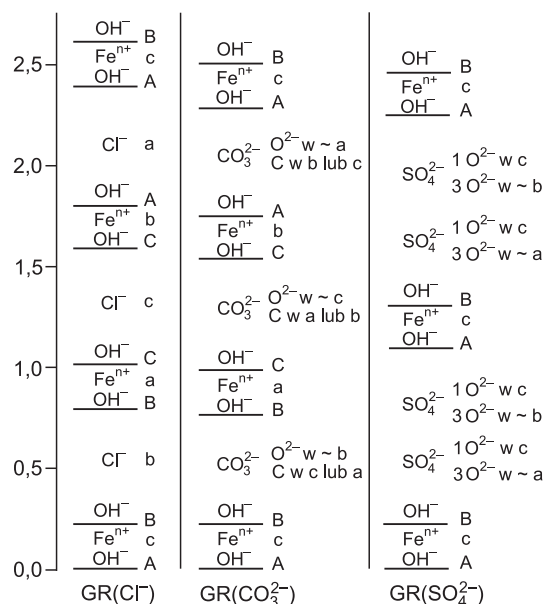 2,5
2,0
1,5
1,0
0,5
0,0
OH⁻ B
Feⁿ⁺ c
OH⁻ A
Cl⁻ a
OH⁻ A
Feⁿ⁺ b
OH⁻ C
Cl⁻ c
OH⁻ C
Feⁿ⁺ a
OH⁻ B
Cl⁻ b
OH⁻ B
Feⁿ⁺ c
OH⁻ A
GR(Cl⁻)
OH⁻ B
Feⁿ⁺ c
OH⁻ A
CO₃²⁻ O²⁻ w ~ a
C w b lub c
OH⁻ A
Feⁿ⁺ b
OH⁻ C
CO₃²⁻ O²⁻ w ~ c
C w a lub b
OH⁻ C
Feⁿ⁺ a
OH⁻ B
CO₃²⁻ O²⁻ w ~ b
C w c lub a
OH⁻ B
Feⁿ⁺ c
OH⁻ A
GR(CO₃²⁻)
OH⁻ B
Feⁿ⁺ c
OH⁻ A
SO₄²⁻ 1 O²⁻ w c
3 O²⁻ w ~ b
SO₄²⁻ 1 O²⁻ w c
3 O²⁻ w ~ a
OH⁻ B
Feⁿ⁺ c
OH⁻ A
SO₄²⁻ 1 O²⁻ w c
3 O²⁻ w ~ b
SO₄²⁻ 1 O²⁻ w c
3 O²⁻ w ~ a
OH⁻ B
Feⁿ⁺ c
OH⁻ A
GR(SO₄²⁻)